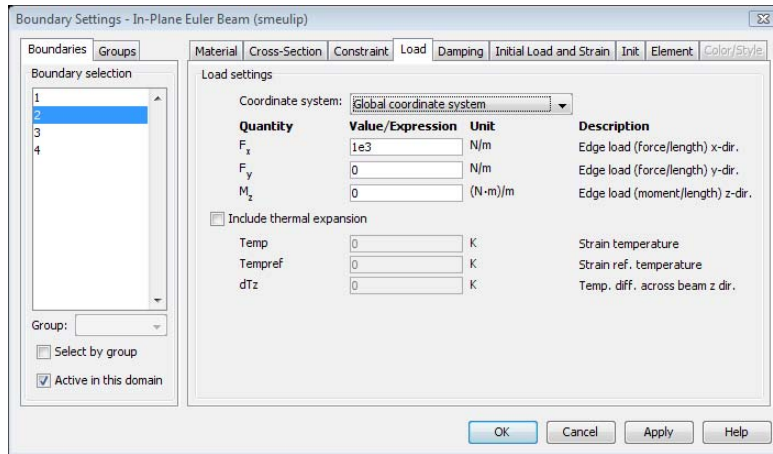 Boundary Settings - In-Plane Euler Beam (smeulip)
Boundaries Groups
Material Cross-Section Constraint Load Damping Initial Load and Strain Init Element Color/Style
Boundary selection
1
2
3
4
Group:
Select by group
Active in this domain
Load settings
Coordinate system: Global coordinate system
Quantity Value/Expression Unit Description
Fx 1e3 N/m Edge load (force/length) x-dir.
Fy 0 N/m Edge load (force/length) y-dir.
Mz 0 (N·m)/m Edge load (moment/length) z-dir.
Include thermal expansion
Temp 0 K Strain temperature
Tempref 0 K Strain ref. temperature
dTz 0 K Temp. diff. across beam z dir.
OK Cancel Apply Help